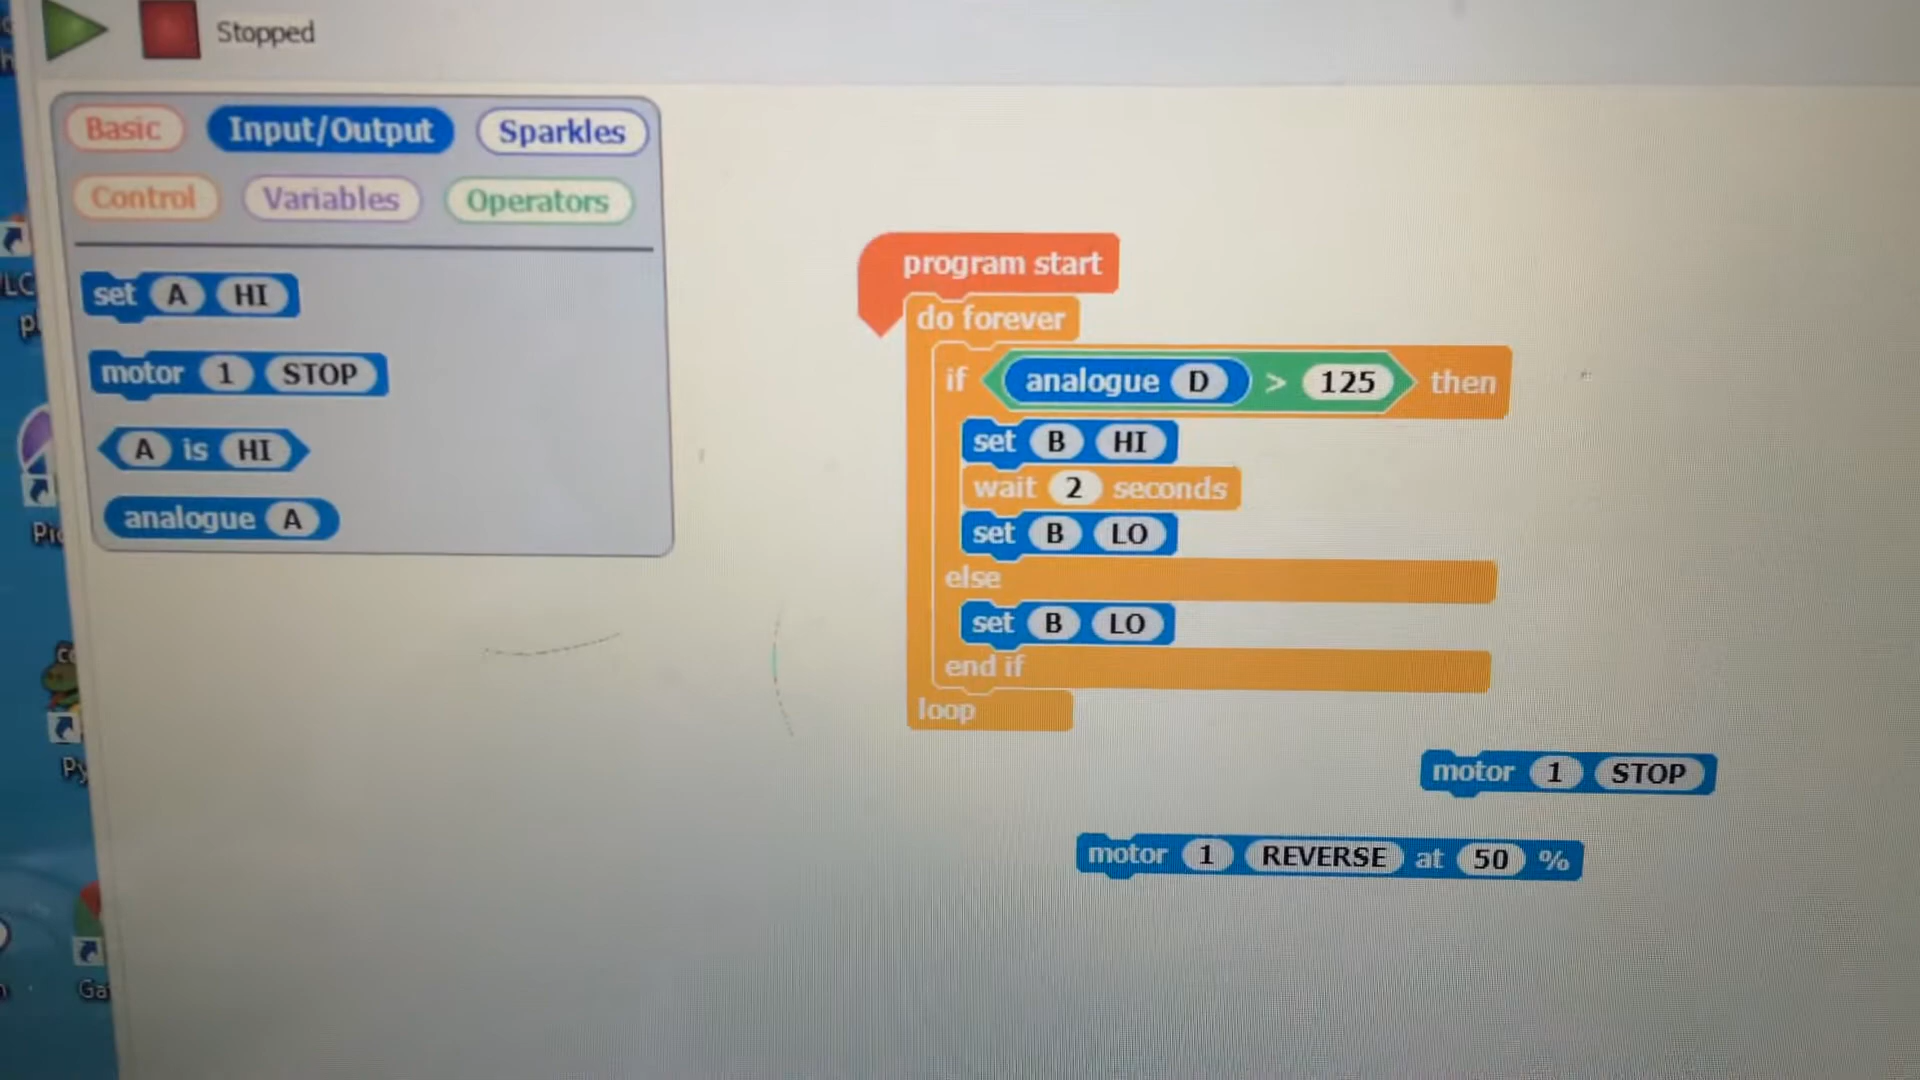 Stopped
Basic Input/Output Sparkles
Control Variables Operators
set A HI
motor 1 STOP
A is HI
analogue A
program start
do forever
if analogue D > 125 then
set B HI
wait 2 seconds
set B LO
else
set B LO
end if
loop
motor 1 STOP
motor 1 REVERSE at 50 %